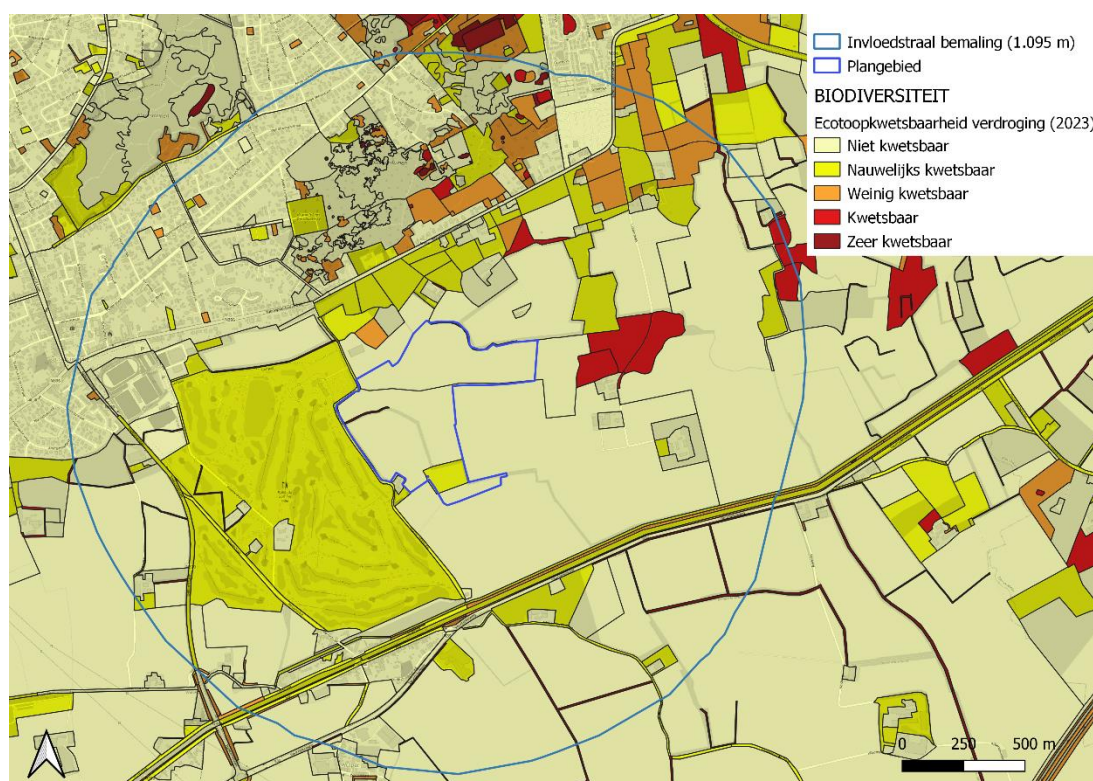 Invloedstraal bemaling (1.095 m)
Plangebied
BIODIVERSITEIT
Ecotoopkwetsbaarheid verdroging (2023)
Niet kwetsbaar
Nauwelijks kwetsbaar
Weinig kwetsbaar
Kwetsbaar
Zeer kwetsbaar
0 250 500 m